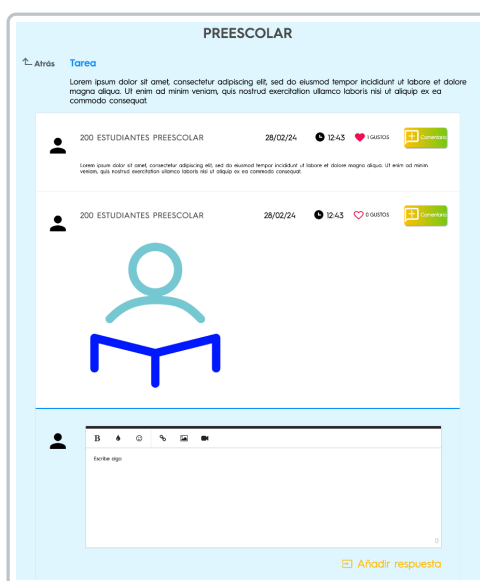 PREESCOLAR
Atrás Tarea
Lorem ipsum dolor sit amet, consectetur adipiscing elit, sed do eiusmod tempor incididunt ut labore et dolore
magna aliqua. Ut enim ad minim veniam, quis nostrud exercitation ullamco laboris nisi ut aliquip ex ea
commodo consequat.
200 ESTUDIANTES PREESCOLAR 28/02/24 12:43 1 GUSTOS Comentario
Lorem ipsum dolor sit amet, consectetur adipiscing elit, sed do eiusmod tempor incididunt ut labore et dolore magna aliqua. Ut enim ad minim
veniam, quis nostrud exercitation ullamco laboris nisi ut aliquip ex ea commodo consequat.
200 ESTUDIANTES PREESCOLAR 28/02/24 12:43 0 GUSTOS Comentario
B
Escribe algo
0
Añadir respuesta